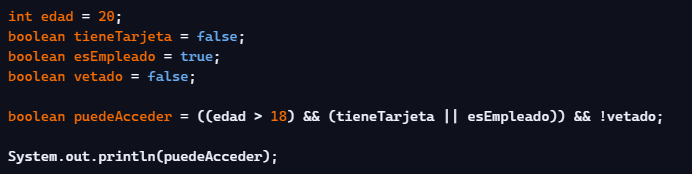 int edad = 20;
boolean tieneTarjeta = false;
boolean esEmpleado = true;
boolean vetado = false;
boolean puedeAcceder = ((edad > 18) && (tieneTarjeta || esEmpleado)) && !vetado;
System.out.println(puedeAcceder);